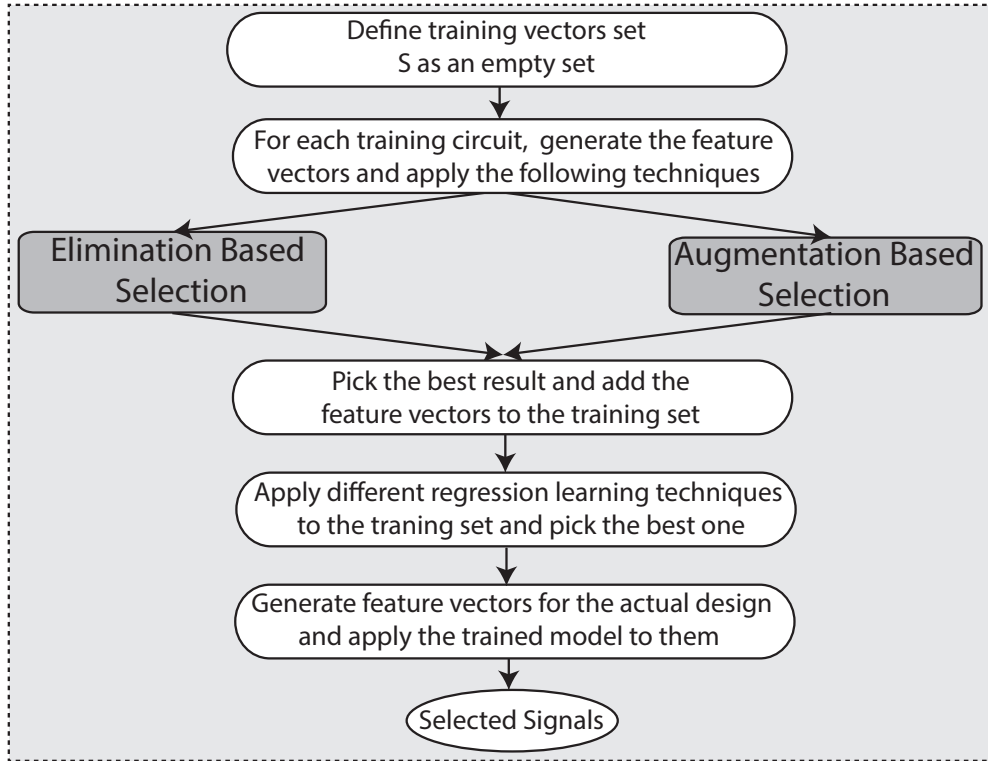 Define training vectors set
S as an empty set
For each training circuit, generate the feature
vectors and apply the following techniques
Elimination Based
Selection
Augmentation Based
Selection
Pick the best result and add the
feature vectors to the training set
Apply different regression learning techniques
to the traning set and pick the best one
Generate feature vectors for the actual design
and apply the trained model to them
Selected Signals